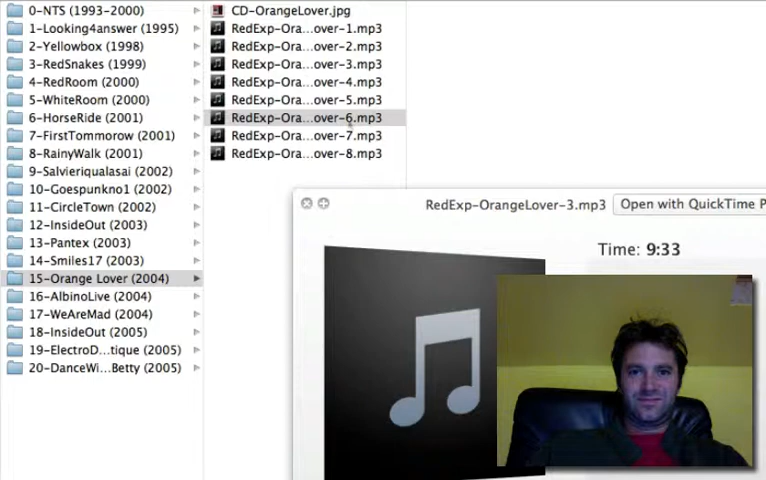 0-NTS (1993-2000)
1-Looking4answer (1995)
2-Yellowbox (1998)
3-RedSnakes (1999)
4-RedRoom (2000)
5-WhiteRoom (2000)
6-HorseRide (2001)
7-FirstTommorow (2001)
8-RainyWalk (2001)
9-Salvieriqualasai (2002)
10-Goespunkno1 (2002)
11-CircleTown (2002)
12-InsideOut (2003)
13-Pantex (2003)
14-Smiles17 (2003)
15-Orange Lover (2004)
16-AlbinoLive (2004)
17-WeAreMad (2004)
18-InsideOut (2005)
19-ElectroD...tique (2005)
20-DanceWi...Betty (2005)
CD-OrangeLover.jpg
RedExp-Ora...over-1.mp3
RedExp-Ora...over-2.mp3
RedExp-Ora...over-3.mp3
RedExp-Ora...over-4.mp3
RedExp-Ora...over-5.mp3
RedExp-Ora...over-6.mp3
RedExp-Ora...over-7.mp3
RedExp-Ora...over-8.mp3
RedExp-OrangeLover-3.mp3
Open with QuickTime P
Time: 9:33